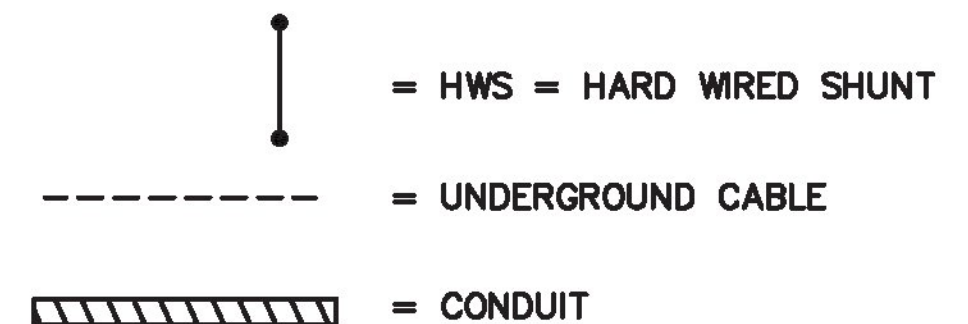 = HWS = HARD WIRED SHUNT
= UNDERGROUND CABLE
= CONDUIT